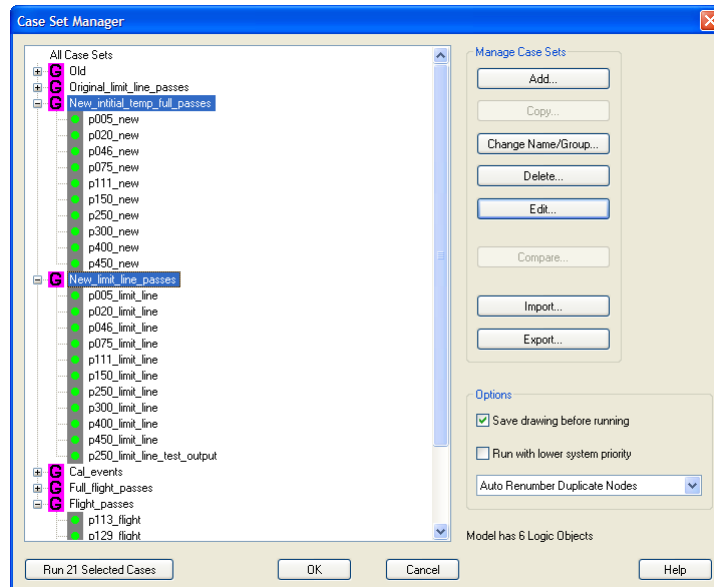 Case Set Manager
All Case Sets
G Old
G Original_limit_line_passes
G New_intitial_temp_full_passes
p005_new
p020_new
p046_new
p075_new
p111_new
p150_new
p250_new
p300_new
p400_new
p450_new
G New_limit_line_passes
p005_limit_line
p020_limit_line
p046_limit_line
p075_limit_line
p111_limit_line
p150_limit_line
p250_limit_line
p300_limit_line
p400_limit_line
p450_limit_line
p250_limit_line_test_output
G Cal_events
G Full_flight_passes
G Flight_passes
p113_flight
p129_flight
Manage Case Sets
Add...
Copy...
Change Name/Group...
Delete...
Edit...
Compare...
Import...
Export...
Options
Save drawing before running
Run with lower system priority
Auto Renumber Duplicate Nodes
Model has 6 Logic Objects
Run 21 Selected Cases
OK
Cancel
Help